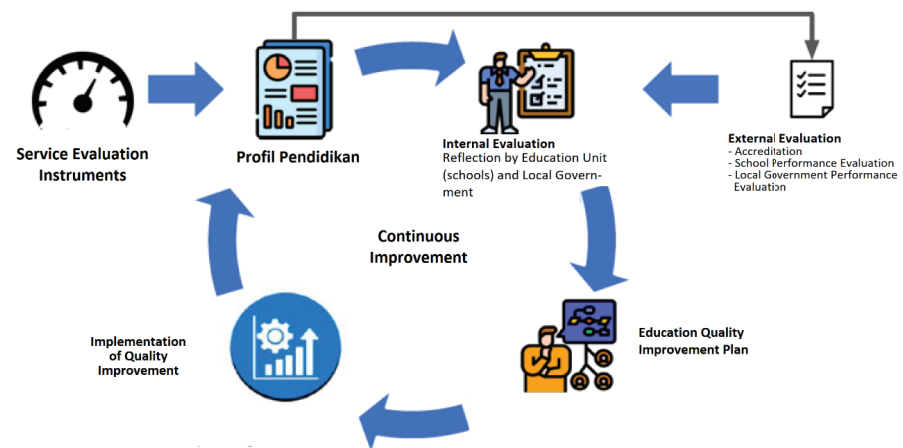 Service Evaluation
Instruments
Profil Pendidikan
Internal Evaluation
Reflection by Education Unit
(schools) and Local Govern-
ment
External Evaluation
- Accreditation
- School Performance Evaluation
- Local Government Performance
Evaluation
Continuous
Improvement
Education Quality
Improvement Plan
Implementation
of Quality
Improvement